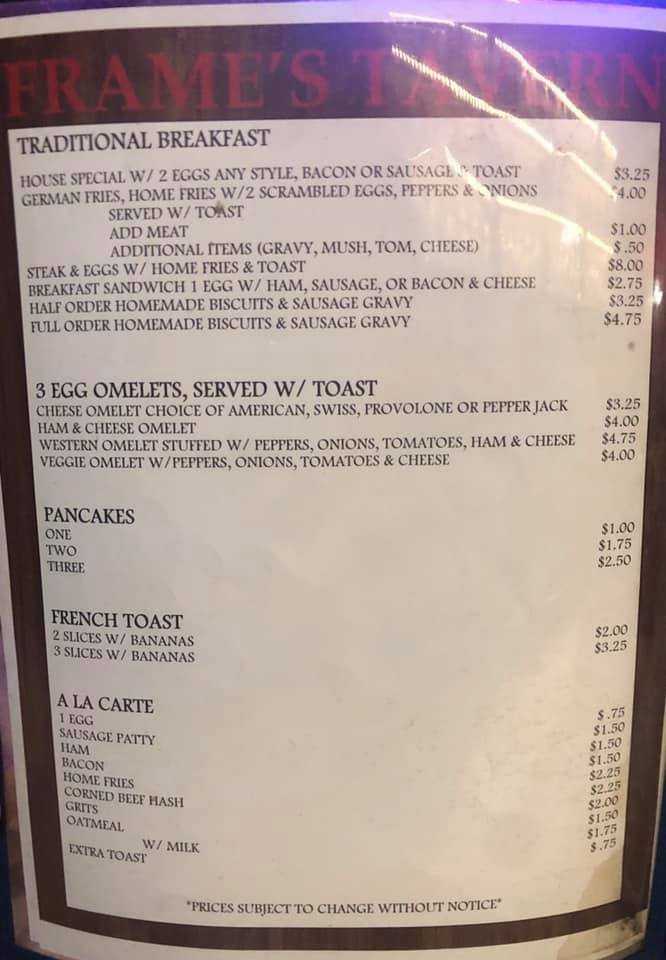 FRAME'S TAVERN
TRADITIONAL BREAKFAST
HOUSE SPECIAL W/ 2 EGGS ANY STYLE, BACON OR SAUSAGE & TOAST $3.25
GERMAN FRIES, HOME FRIES W/2 SCRAMBLED EGGS, PEPPERS & ONIONS $4.00
SERVED W/ TOAST
ADD MEAT $1.00
ADDITIONAL ITEMS (GRAVY, MUSH, TOM, CHEESE) $ .50
STEAK & EGGS W/ HOME FRIES & TOAST $8.00
BREAKFAST SANDWICH 1 EGG W/ HAM, SAUSAGE, OR BACON & CHEESE $2.75
HALF ORDER HOMEMADE BISCUITS & SAUSAGE GRAVY $3.25
FULL ORDER HOMEMADE BISCUITS & SAUSAGE GRAVY $4.75
3 EGG OMELETS, SERVED W/ TOAST
CHEESE OMELET CHOICE OF AMERICAN, SWISS, PROVOLONE OR PEPPER JACK $3.25
HAM & CHEESE OMELET $4.00
WESTERN OMELET STUFFED W/ PEPPERS, ONIONS, TOMATOES, HAM & CHEESE $4.75
VEGGIE OMELET W/PEPPERS, ONIONS, TOMATOES & CHEESE $4.00
PANCAKES
ONE $1.00
TWO $1.75
THREE $2.50
FRENCH TOAST
2 SLICES W/ BANANAS $2.00
3 SLICES W/ BANANAS $3.25
A LA CARTE
1 EGG $ .75
SAUSAGE PATTY $1.50
HAM $1.50
BACON $1.50
HOME FRIES $2.25
CORNED BEEF HASH $2.25
GRITS $2.00
OATMEAL $1.50
W/ MILK $1.75
EXTRA TOAST $ .75
*PRICES SUBJECT TO CHANGE WITHOUT NOTICE*